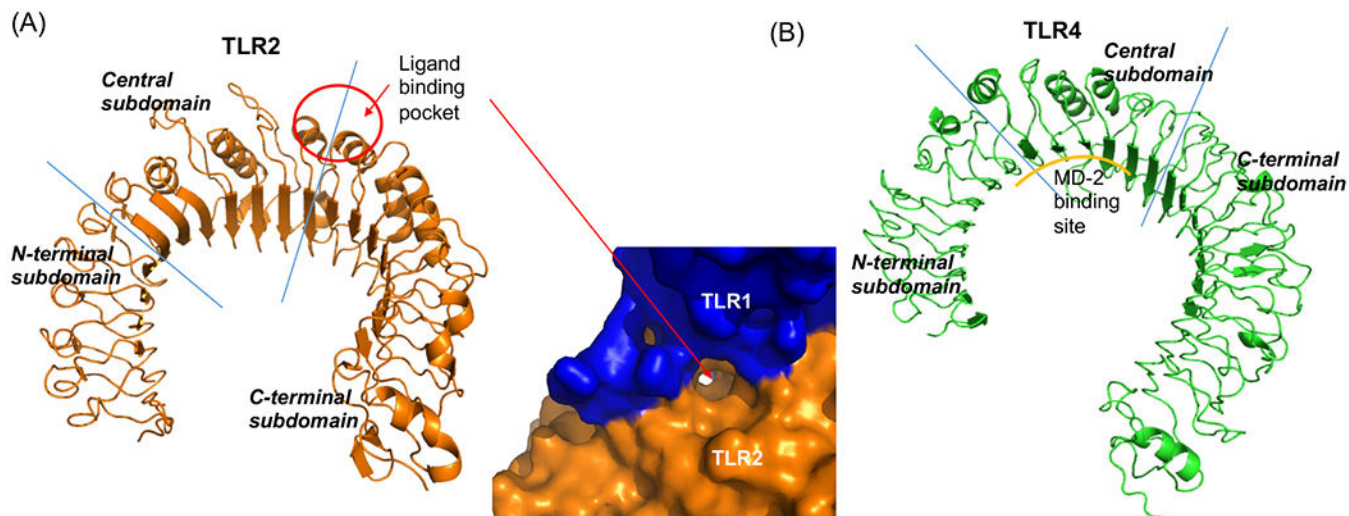 (A)
TLR2
Central
subdomain
Ligand
binding
pocket
N-terminal
subdomain
C-terminal
subdomain
TLR1
TLR2
(B)
TLR4
Central
subdomain
C-terminal
subdomain
MD-2
binding
site
N-terminal
subdomain